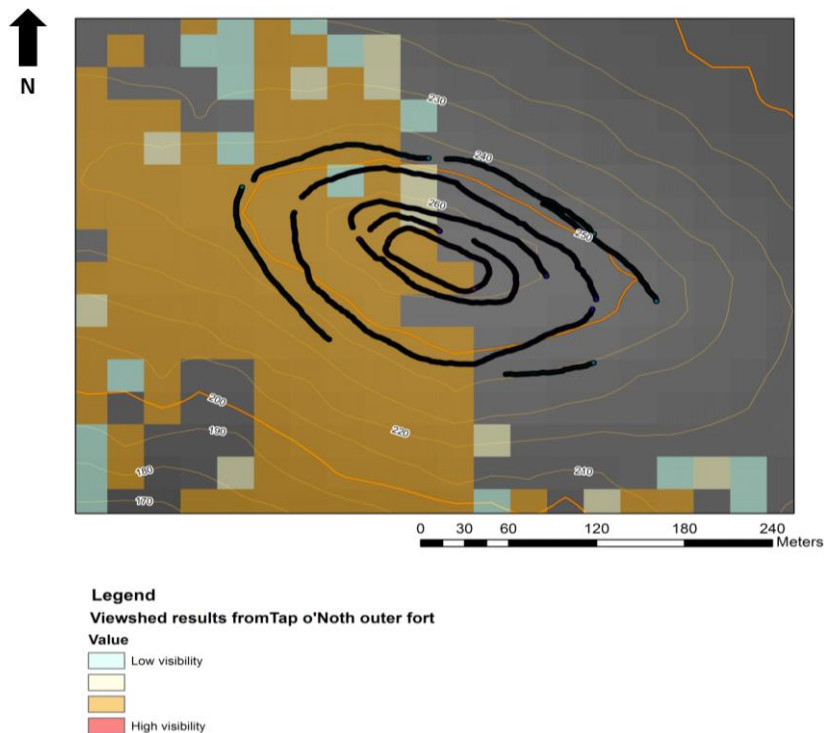 N
230
240
260
250
200
190
220
180
210
170
0 30 60 120 180 240
Meters
Legend
Viewshed results fromTap o'Noth outer fort
Value
Low visibility
High visibility